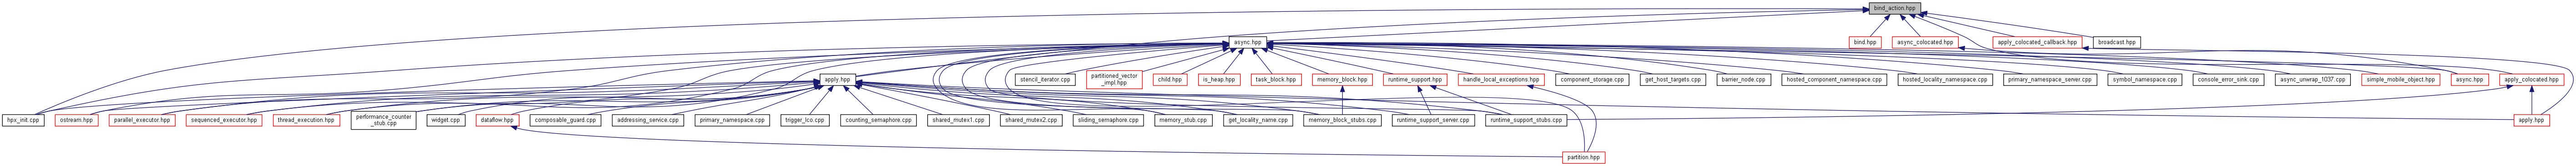 bind_action.hpp
async.hpp
bind.hpp
async_colocated.hpp
apply_colocated_callback.hpp
broadcast.hpp
apply.hpp
stencil_iterator.cpp
partitioned_vector
_impl.hpp
child.hpp
is_heap.hpp
task_block.hpp
memory_block.hpp
runtime_support.hpp
handle_local_exceptions.hpp
component_storage.cpp
get_host_targets.cpp
barrier_node.cpp
hosted_component_namespace.cpp
hosted_locality_namespace.cpp
primary_namespace_server.cpp
symbol_namespace.cpp
console_error_sink.cpp
async_unwrap_1037.cpp
simple_mobile_object.hpp
async.hpp
apply_colocated.hpp
hpx_init.cpp
ostream.hpp
parallel_executor.hpp
sequenced_executor.hpp
thread_execution.hpp
performance_counter
_stub.cpp
widget.cpp
dataflow.hpp
composable_guard.cpp
addressing_service.cpp
primary_namespace.cpp
trigger_lco.cpp
counting_semaphore.cpp
shared_mutex1.cpp
shared_mutex2.cpp
sliding_semaphore.cpp
memory_stub.cpp
get_locality_name.cpp
memory_block_stubs.cpp
runtime_support_server.cpp
runtime_support_stubs.cpp
apply.hpp
partition.hpp